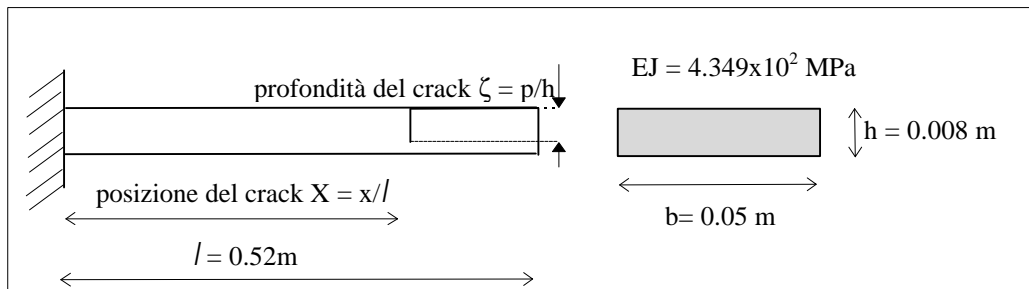 EJ = 4.349x10² MPa
profondità del crack ζ = p/h
h = 0.008 m
posizione del crack X = x/l
b= 0.05 m
l = 0.52m